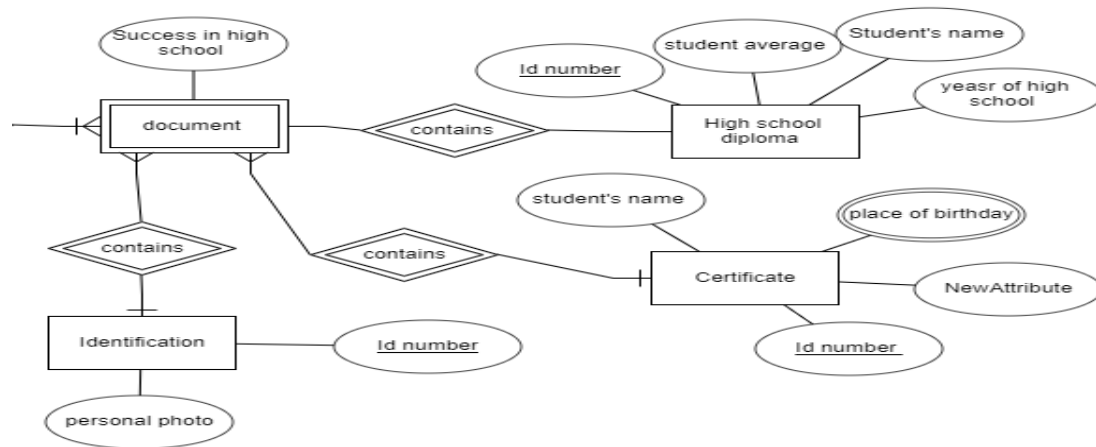 Success in high
school
student average
Student's name
Id number
yeasr of high
school
document
contains
High school
diploma
student's name
place of birthday
contains
contains
Certificate
NewAttribute
Identification
Id number
Id number
personal photo